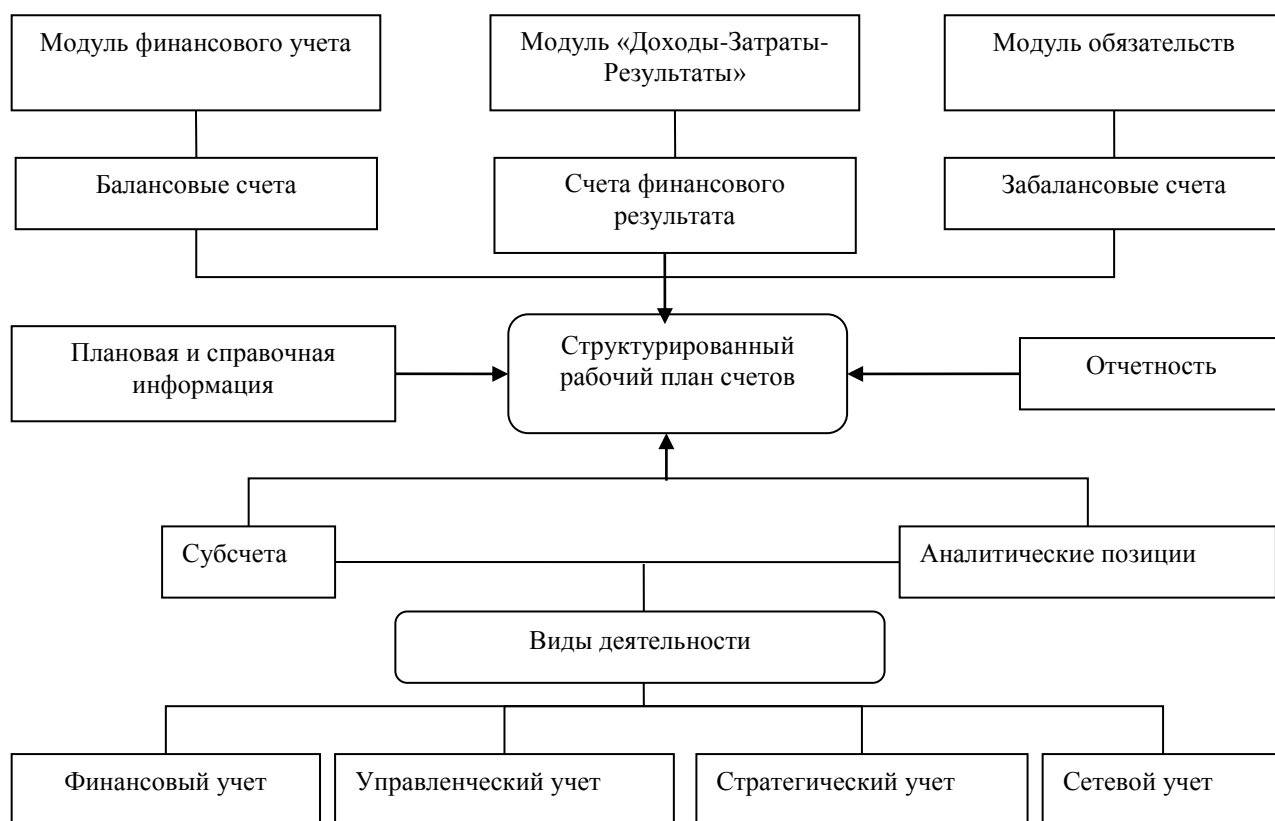 Модуль финансового учета
Модуль «Доходы-Затраты-
Результаты»
Модуль обязательств
Балансовые счета
Счета финансового
результата
Забалансовые счета
Плановая и справочная
информация
Структурированный
рабочий план счетов
Отчетность
Субсчета
Аналитические позиции
Виды деятельности
Финансовый учет
Управленческий учет
Стратегический учет
Сетевой учет